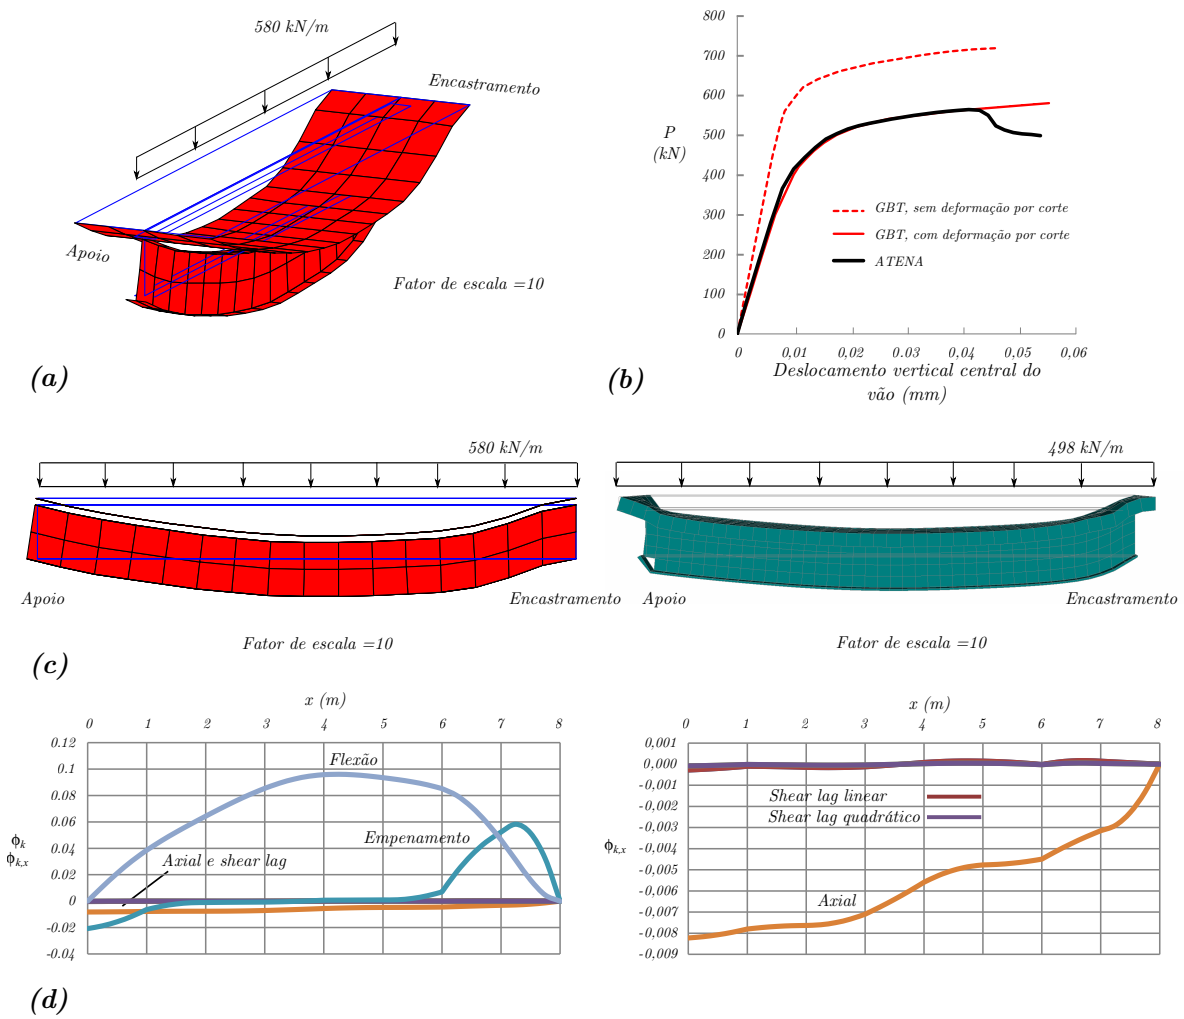 580 kN/m
Encastramento
Apoio
Fator de escala =10
(a)
800
700
600
500
400
300
200
100
0
P
(kN)
GBT, sem deformação por corte
GBT, com deformação por corte
ATENA
0
0,01
0,02
0.03
0,04
0,05
0,06
Deslocamento vertical central do
vão (mm)
(b)
580 kN/m
Apoio
Encastramento
Fator de escala =10
498 kN/m
Apoio
Encastramento
Fator de escala =10
(c)
x (m)
0 1 2 3 4 5 6 7 8
0.12
0.1
0.08
0.06
0.04
0.02
0
-0.02
-0.04
ϕk
ϕk,x
Flexão
Empenamento
Axial e shear lag
x (m)
0 1 2 3 4 5 6 7 8
0,001
0,000
-0,001
-0,002
-0,003
-0,004
-0,005
-0,006
-0,007
-0,008
-0,009
ϕk,x
Shear lag linear
Shear lag quadrático
Axial
(d)